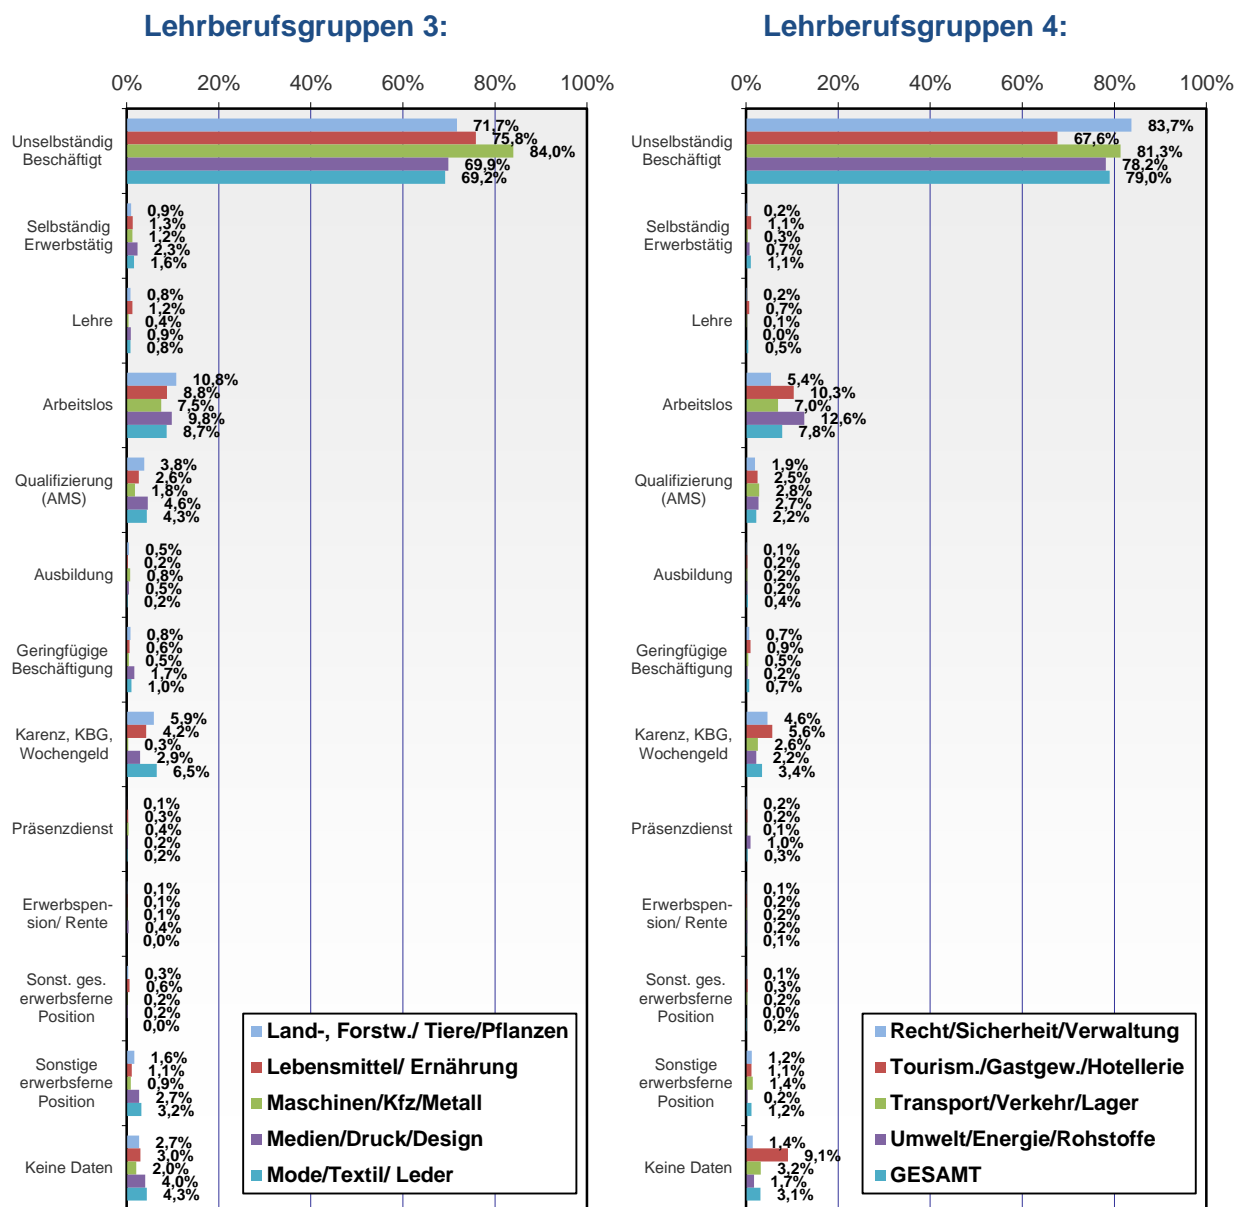 Lehrberufsgruppen 3:
0% 20% 40% 60% 80% 100%
Unselbständig
Beschäftigt
71,7%
75,8%
84,0%
69,9%
69,2%
Selbständig
Erwerbstätig
0,9%
1,3%
1,2%
2,3%
1,6%
Lehre
0,8%
1,2%
0,4%
0,9%
0,8%
Arbeitslos
10,8%
8,8%
7,5%
9,8%
8,7%
Qualifizierung
(AMS)
3,8%
2,6%
1,8%
4,6%
4,3%
Ausbildung
0,5%
0,2%
0,8%
0,5%
0,2%
Geringfügige
Beschäftigung
0,8%
0,6%
0,5%
1,7%
1,0%
Karenz, KBG,
Wochengeld
5,9%
4,2%
0,3%
2,9%
6,5%
Präsenzdienst
0,1%
0,3%
0,4%
0,2%
0,2%
Erwerbspen-
sion/ Rente
0,1%
0,1%
0,1%
0,4%
0,0%
Sonst. ges.
erwerbsferne
Position
0,3%
0,6%
0,2%
0,2%
0,0%
Sonstige
erwerbsferne
Position
1,6%
1,1%
0,9%
2,7%
3,2%
Keine Daten
2,7%
3,0%
2,0%
4,0%
4,3%
Land-, Forstw./ Tiere/Pflanzen
Lebensmittel/ Ernährung
Maschinen/Kfz/Metall
Medien/Druck/Design
Mode/Textil/ Leder
Lehrberufsgruppen 4:
0% 20% 40% 60% 80% 100%
Unselbständig
Beschäftigt
83,7%
67,6%
81,3%
78,2%
79,0%
Selbständig
Erwerbstätig
0,2%
1,1%
0,3%
0,7%
1,1%
Lehre
0,2%
0,7%
0,1%
0,0%
0,5%
Arbeitslos
5,4%
10,3%
7,0%
12,6%
7,8%
Qualifizierung
(AMS)
1,9%
2,5%
2,8%
2,7%
2,2%
Ausbildung
0,1%
0,2%
0,2%
0,2%
0,4%
Geringfügige
Beschäftigung
0,7%
0,9%
0,5%
0,2%
0,7%
Karenz, KBG,
Wochengeld
4,6%
5,6%
2,6%
2,2%
3,4%
Präsenzdienst
0,2%
0,2%
0,1%
1,0%
0,3%
Erwerbspen-
sion/ Rente
0,1%
0,2%
0,2%
0,2%
0,1%
Sonst. ges.
erwerbsferne
Position
0,1%
0,3%
0,2%
0,0%
0,2%
Sonstige
erwerbsferne
Position
1,2%
1,1%
1,4%
0,2%
1,2%
Keine Daten
1,4%
9,1%
3,2%
1,7%
3,1%
Recht/Sicherheit/Verwaltung
Tourism./Gastgew./Hotellerie
Transport/Verkehr/Lager
Umwelt/Energie/Rohstoffe
GESAMT